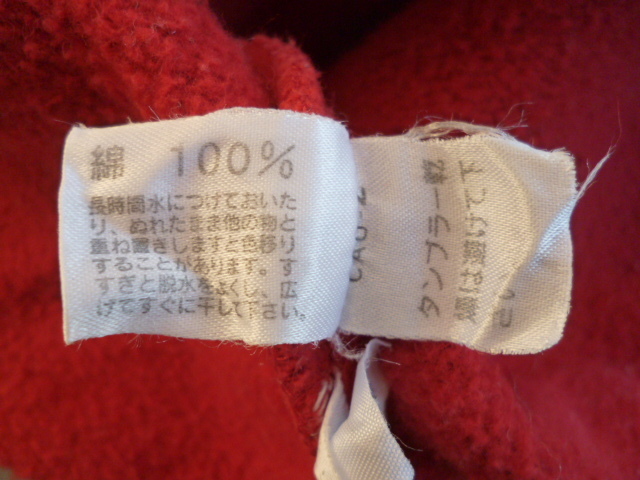 綿 100%
長時間水につけておいた
り、ぬれたまま他の物と
重ね置きしますと色移り
することがあります。す
すぎと脱水をよくし、広
げてすぐに干して下さい。
タンブラー乾
燥は避けて下
さい